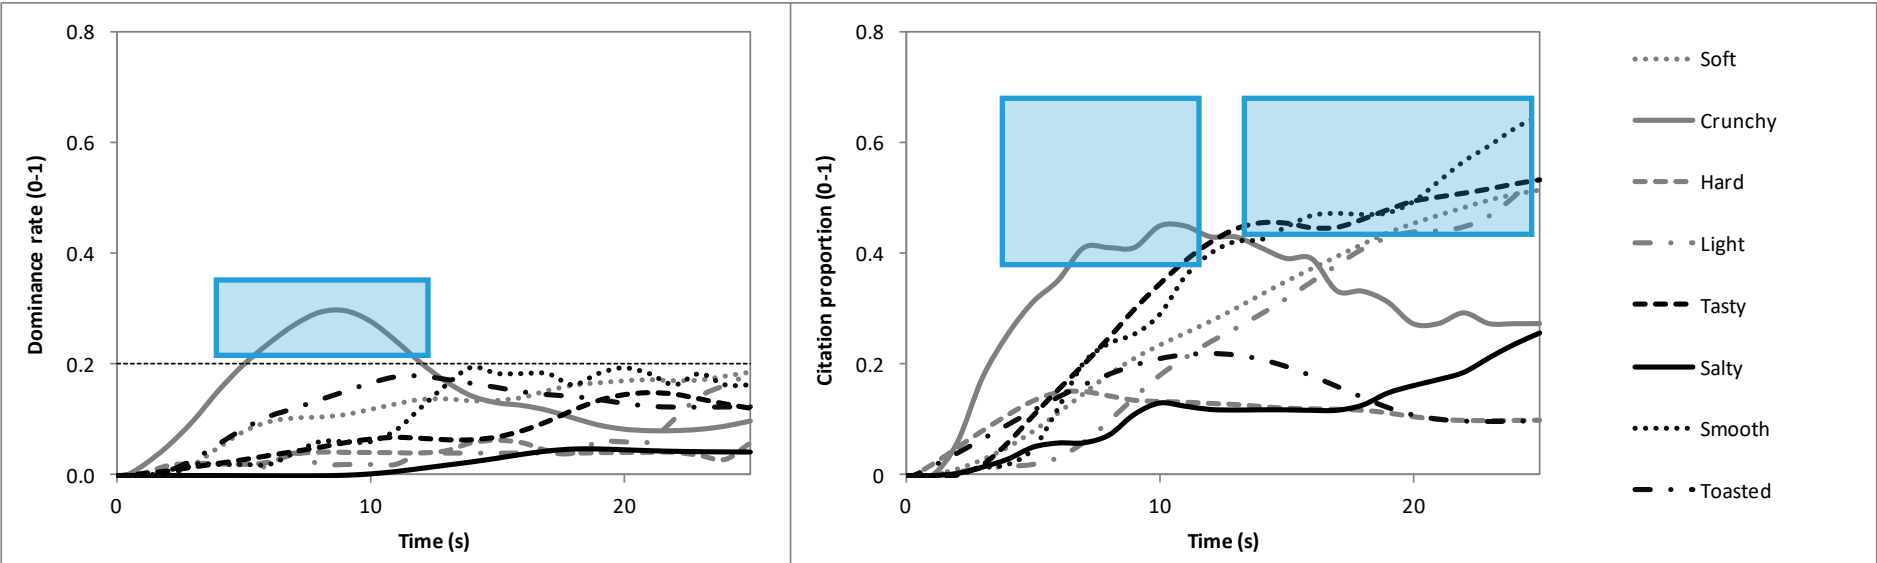 0.8
0.6
0.4
0.2
0.0
0
10
20
Dominance rate (0-1)
Time (s)
0.8
0.6
0.4
0.2
0
0
10
20
Citation proportion (0-1)
Time (s)
Soft
Crunchy
Hard
Light
Tasty
Salty
Smooth
Toasted